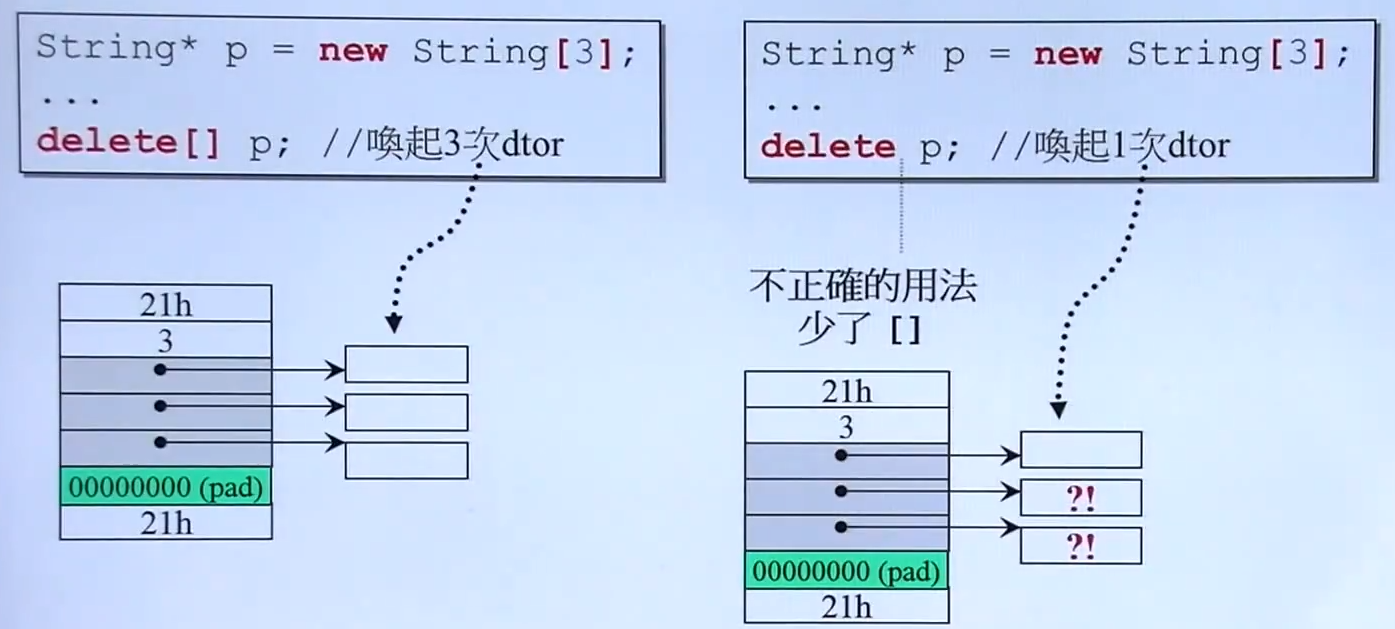 String* p = new String[3];
...
delete[] p; //喚起3次dtor
21h
3
00000000 (pad)
21h
String* p = new String[3];
...
delete p; //喚起1次dtor
不正確的用法
少了 []
21h
3
?!
?!
00000000 (pad)
21h